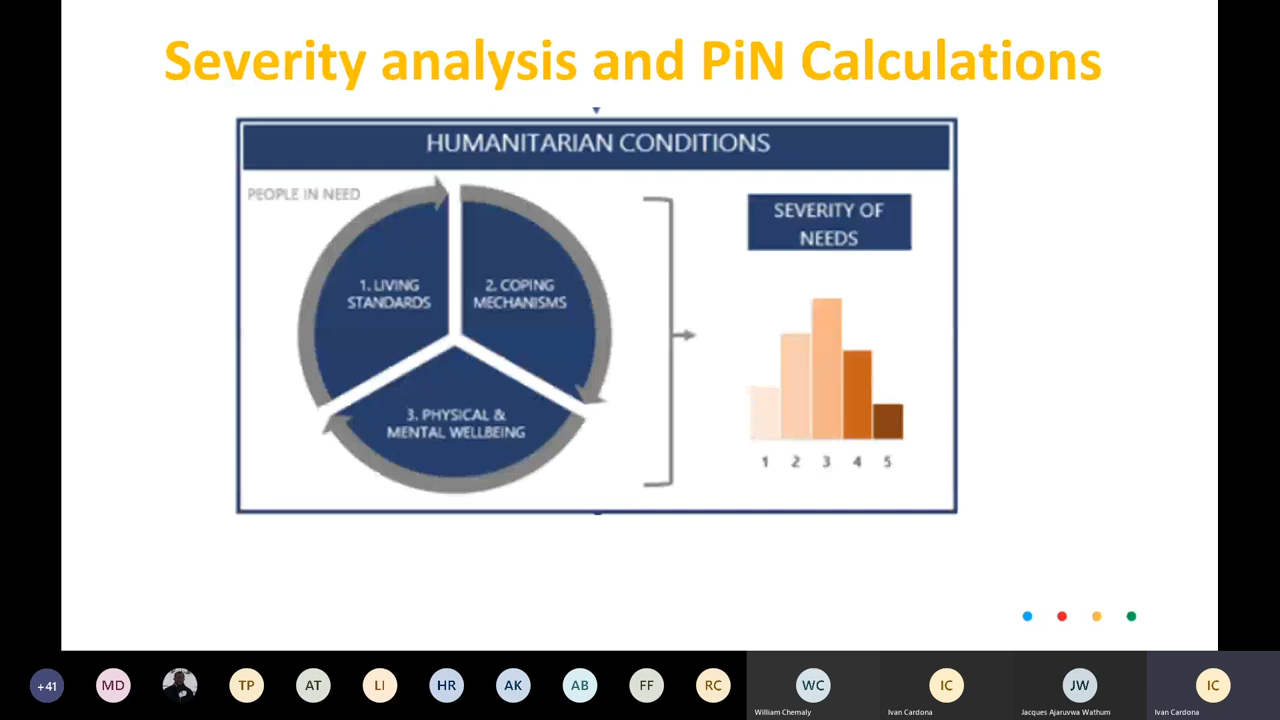 Severity analysis and PiN Calculations
HUMANITARIAN CONDITIONS
PEOPLE IN NEED
1. LIVING
STANDARDS
2. COPING
MECHANISMS
3. PHYSICAL &
MENTAL WELLBEING
SEVERITY OF
NEEDS
1 2 3 4 5
+41 MD TP AT LI HR AK AB FF RC WC IC JW IC
William Chemaly Ivan Cardona Jacques Ajaruvwa Wathum Ivan Cardona